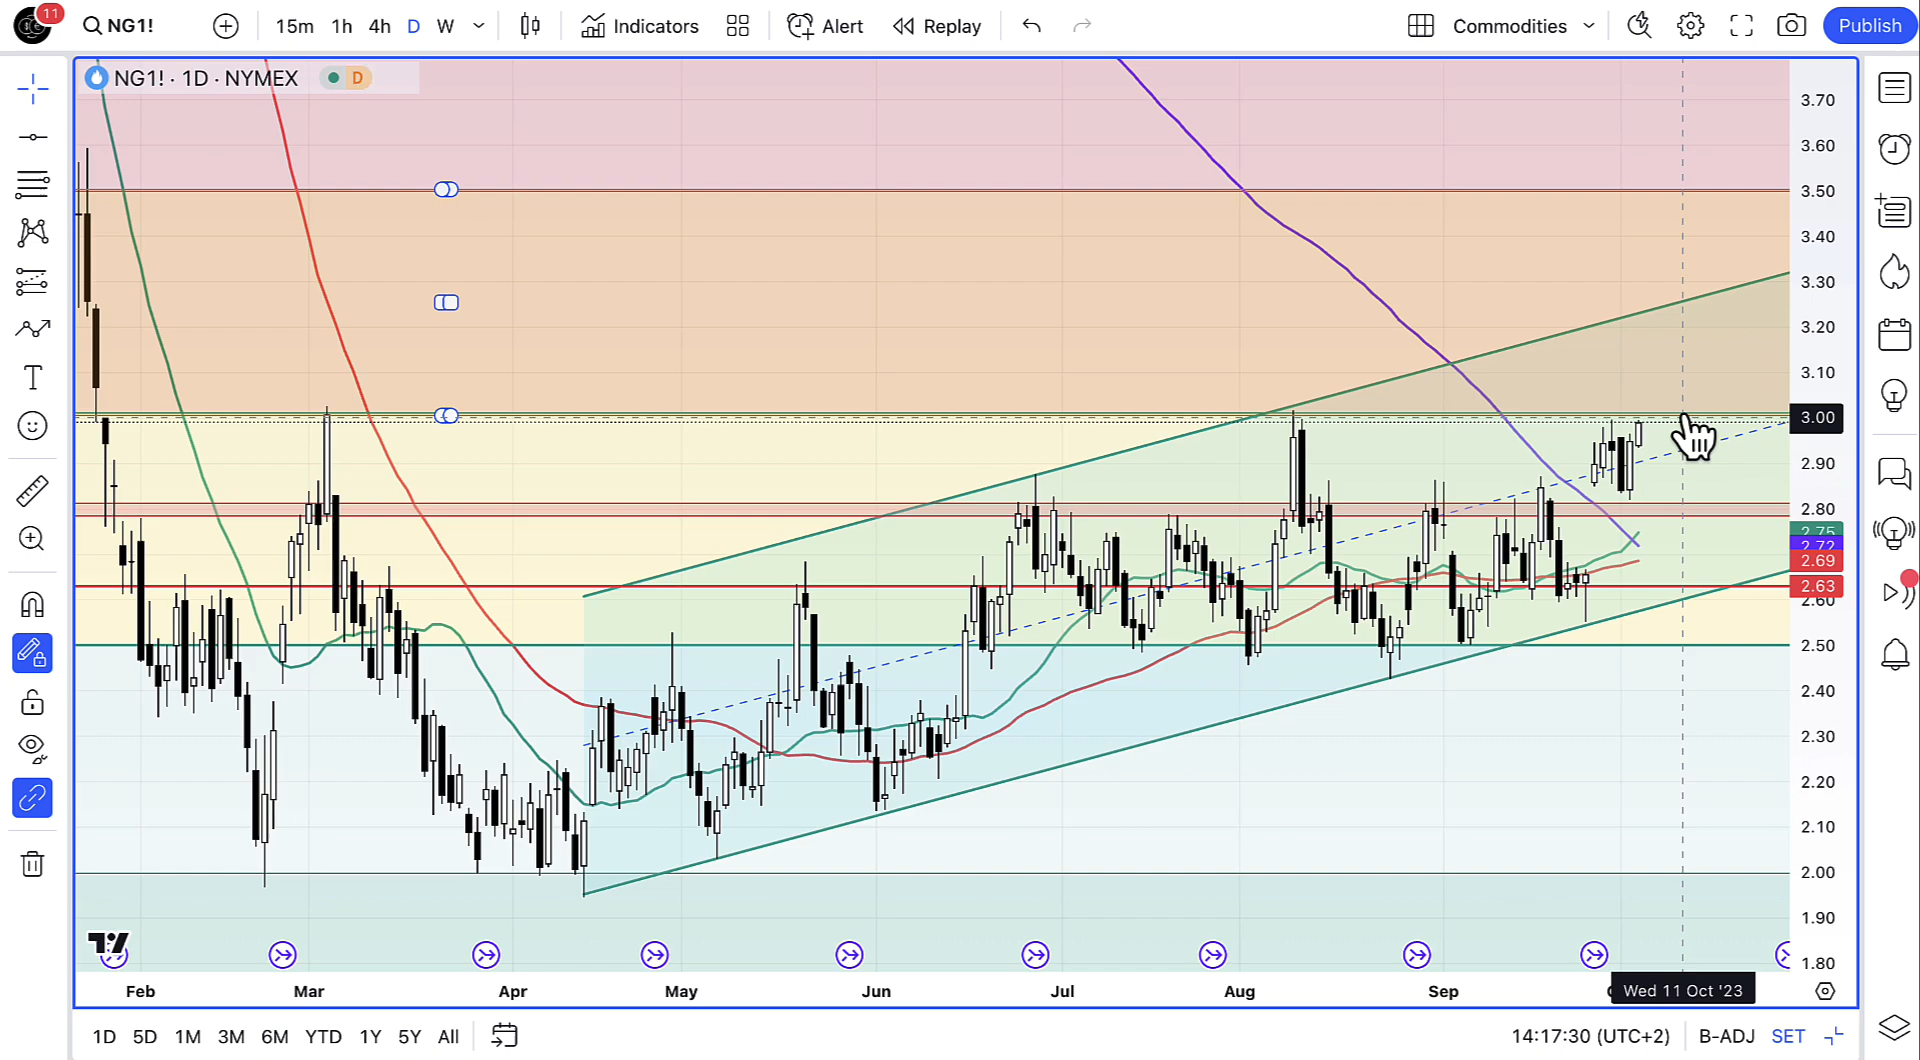 11
NG1!
15m 1h 4h D W
Indicators
Alert
Replay
Commodities
Publish
NG1! · 1D · NYMEX
D
3.70
3.60
3.50
3.40
3.30
3.20
3.10
3.00
2.90
2.80
2.75
2.72
2.69
2.63
2.60
2.50
2.40
2.30
2.20
2.10
2.00
1.90
1.80
Feb Mar Apr May Jun Jul Aug Sep
Wed 11 Oct '23
1D 5D 1M 3M 6M YTD 1Y 5Y All
14:17:30 (UTC+2)
B-ADJ
SET